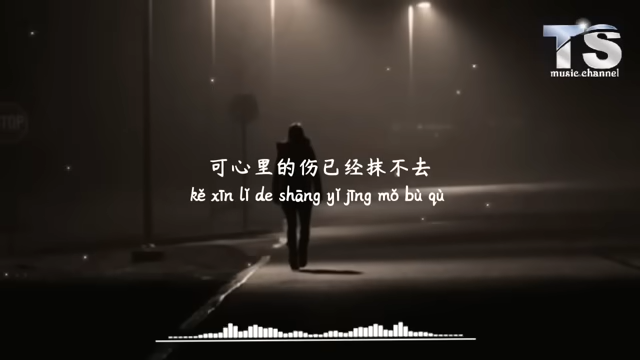 TS
music channel
可心里的伤已经抹不去
kě xīn lǐ de shāng yǐ jīng mǒ bù qù
STOP